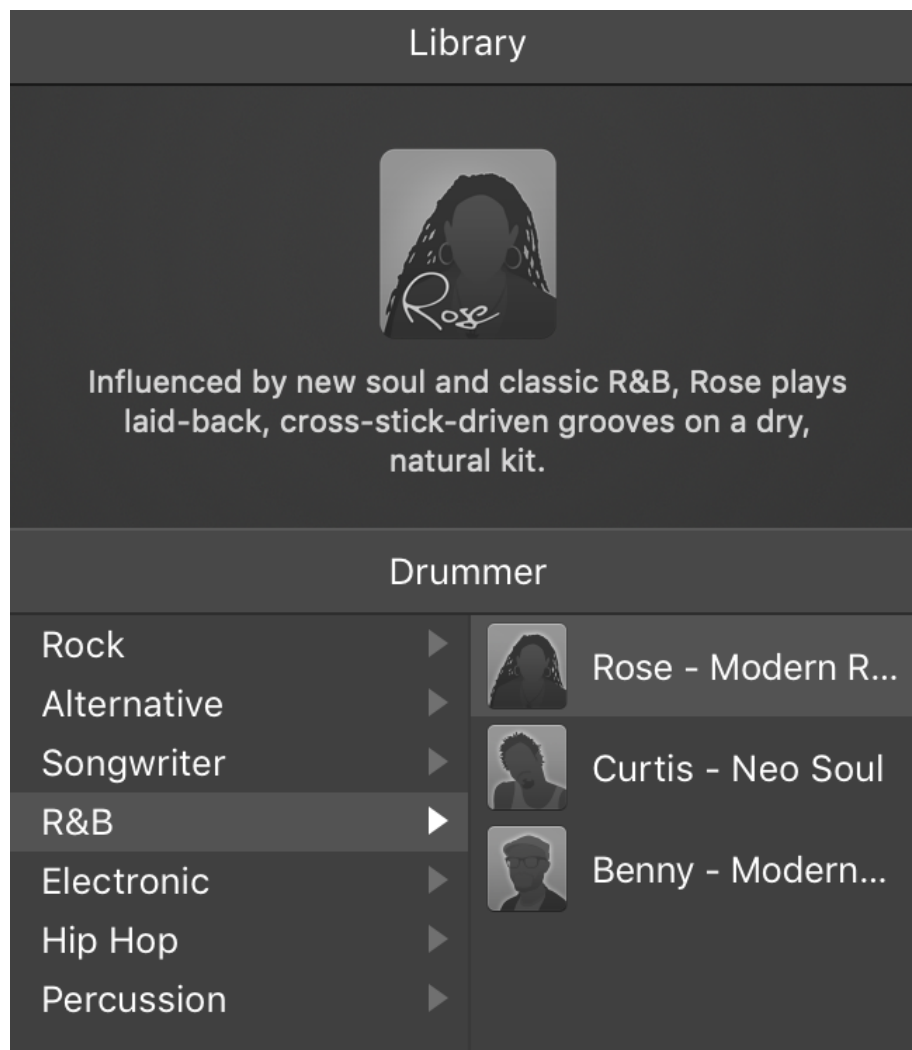 Library
Rose
Influenced by new soul and classic R&B, Rose plays
laid-back, cross-stick-driven grooves on a dry,
natural kit.
Drummer
Rock
Alternative
Songwriter
R&B
Electronic
Hip Hop
Percussion
Rose - Modern R...
Curtis - Neo Soul
Benny - Modern...